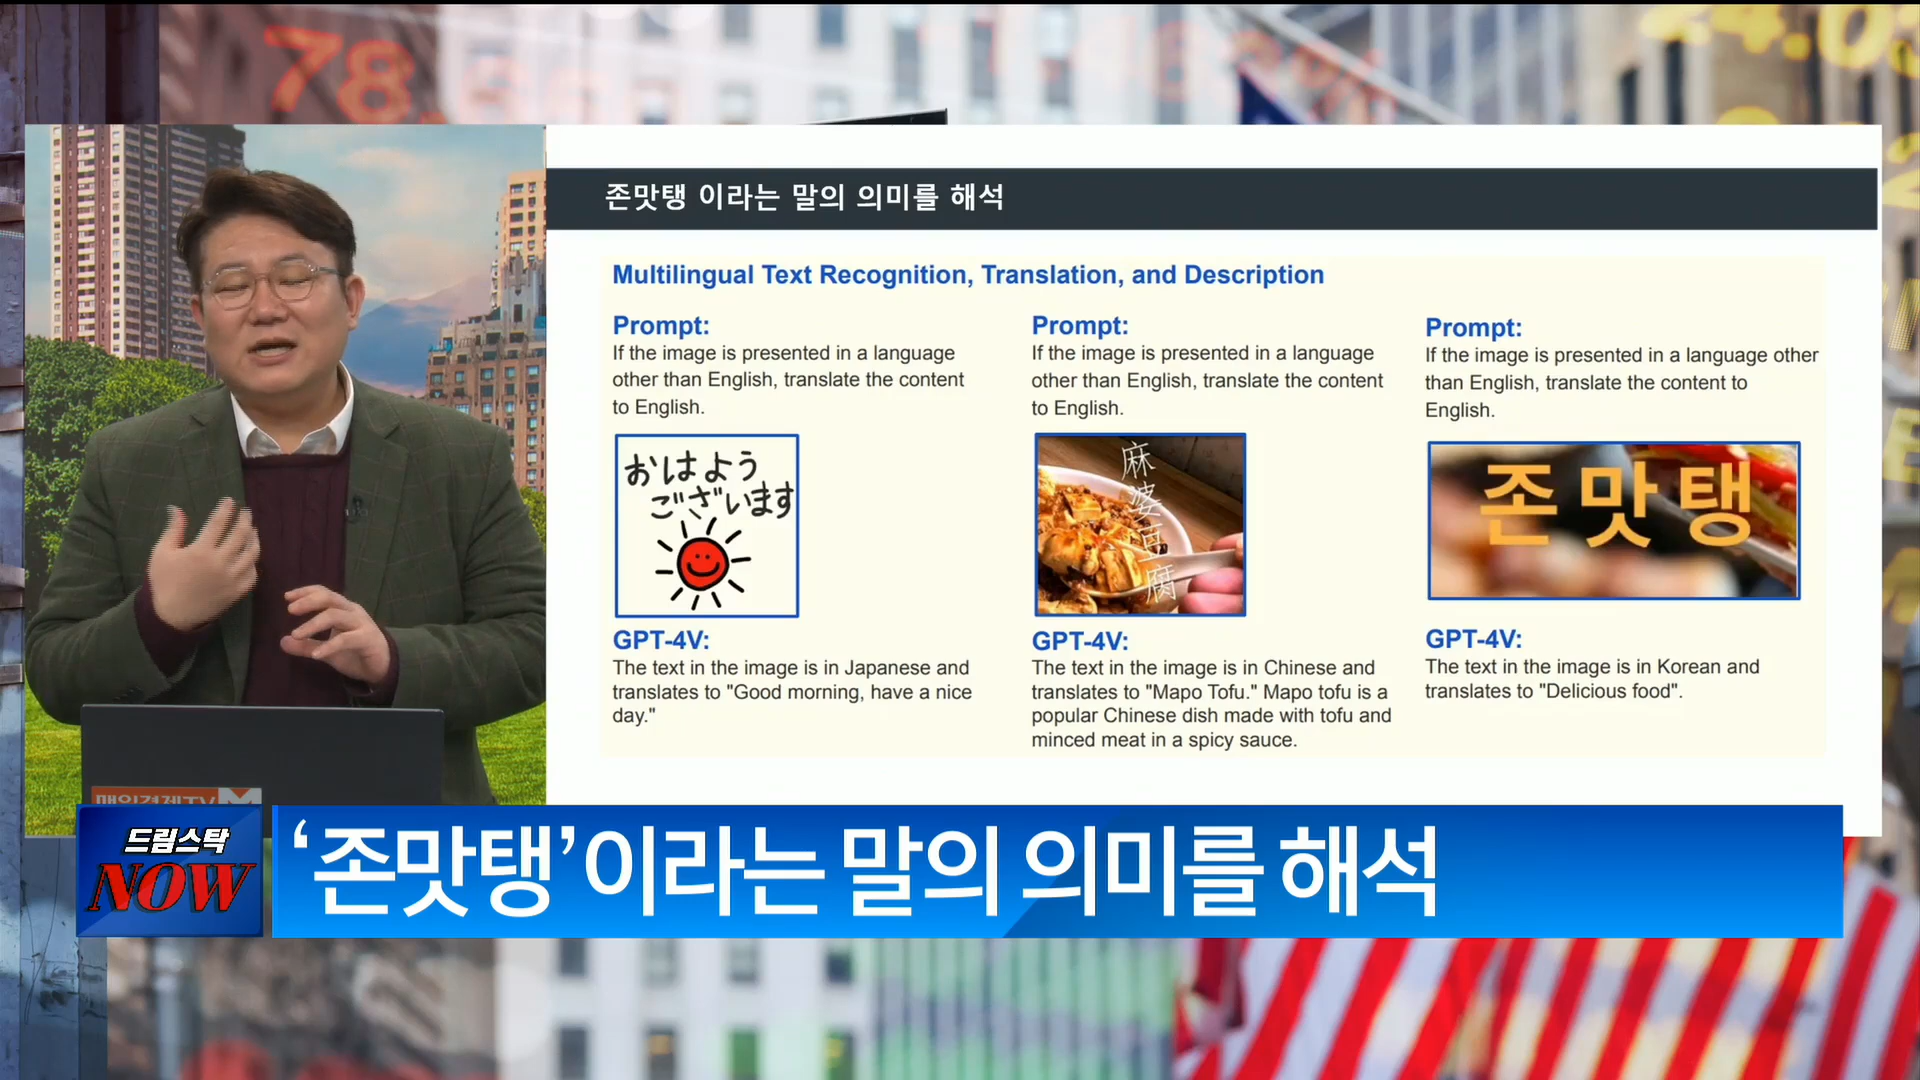 존맛탱 이라는 말의 의미를 해석
Multilingual Text Recognition, Translation, and Description
Prompt:
If the image is presented in a language
other than English, translate the content
to English.
おはよう
ございます
GPT-4V:
The text in the image is in Japanese and
translates to "Good morning, have a nice
day."
Prompt:
If the image is presented in a language
other than English, translate the content
to English.
麻婆豆腐
GPT-4V:
The text in the image is in Chinese and
translates to "Mapo Tofu." Mapo tofu is a
popular Chinese dish made with tofu and
minced meat in a spicy sauce.
Prompt:
If the image is presented in a language other
than English, translate the content to
English.
존맛탱
GPT-4V:
The text in the image is in Korean and
translates to "Delicious food".
매일경제TV
드림스탁
NOW
‘존맛탱’이라는 말의 의미를 해석